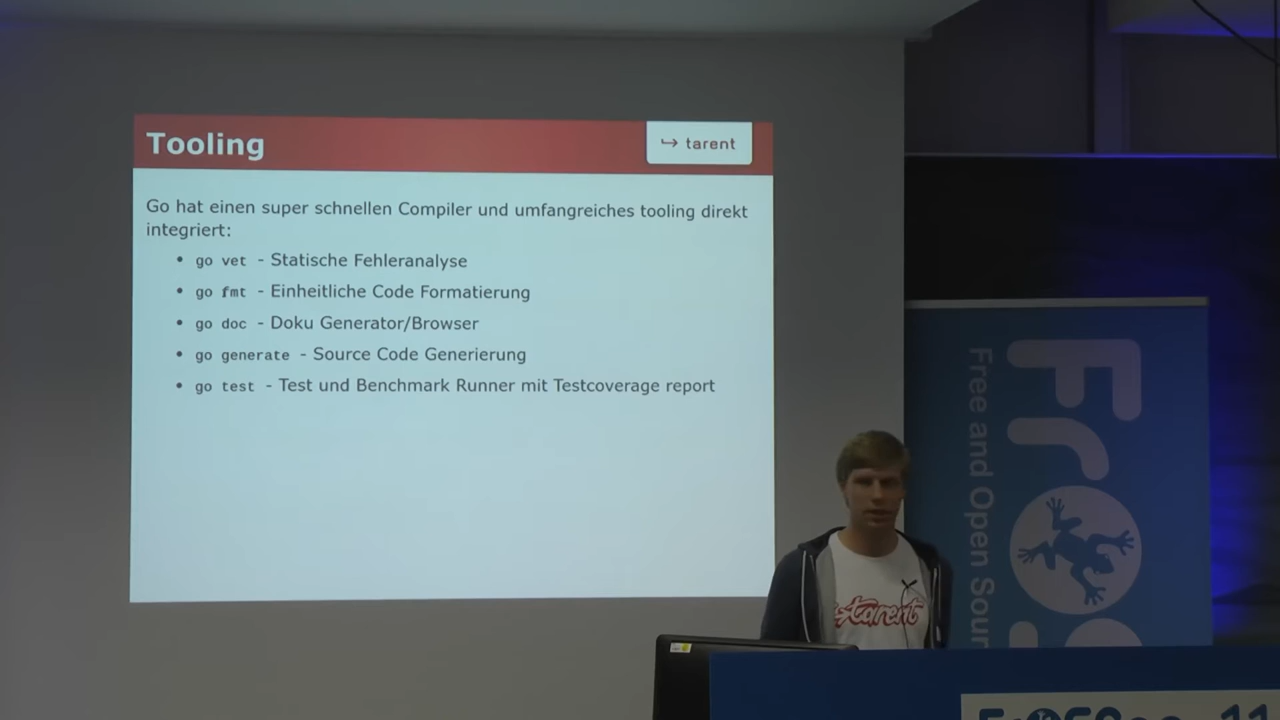 Tooling
↪ tarent
Go hat einen super schnellen Compiler und umfangreiches tooling direkt
integriert:
• go vet - Statische Fehleranalyse
• go fmt - Einheitliche Code Formatierung
• go doc - Doku Generator/Browser
• go generate - Source Code Generierung
• go test - Test und Benchmark Runner mit Testcoverage report
Free and Open Sour
Fro
tarent